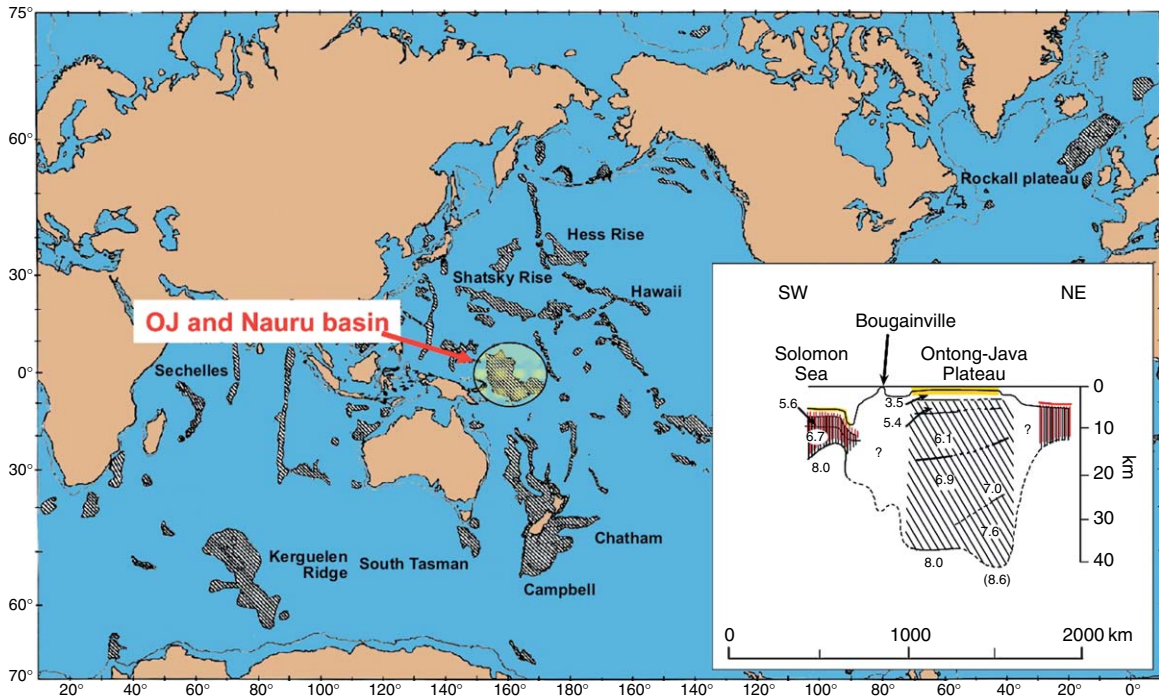 75°
60°
30°
0°
30°
60°
70°
20°
40°
60°
80°
100°
120°
140°
160°
180°
160°
140°
120°
100°
80°
60°
40°
20°
0°
20°
Rockall plateau
Hess Rise
Shatsky Rise
Hawaii
OJ and Nauru basin
Sechelles
Kerguelen
Ridge
South Tasman
Chatham
Campbell
SW
NE
Bougainville
Solomon
Sea
Ontong-Java
Plateau
5.6
6.7
8.0
?
3.5
5.4
6.1
6.9
7.0
7.6
8.0
(8.6)
?
0
10
20
30
40
km
0
1000
2000 km